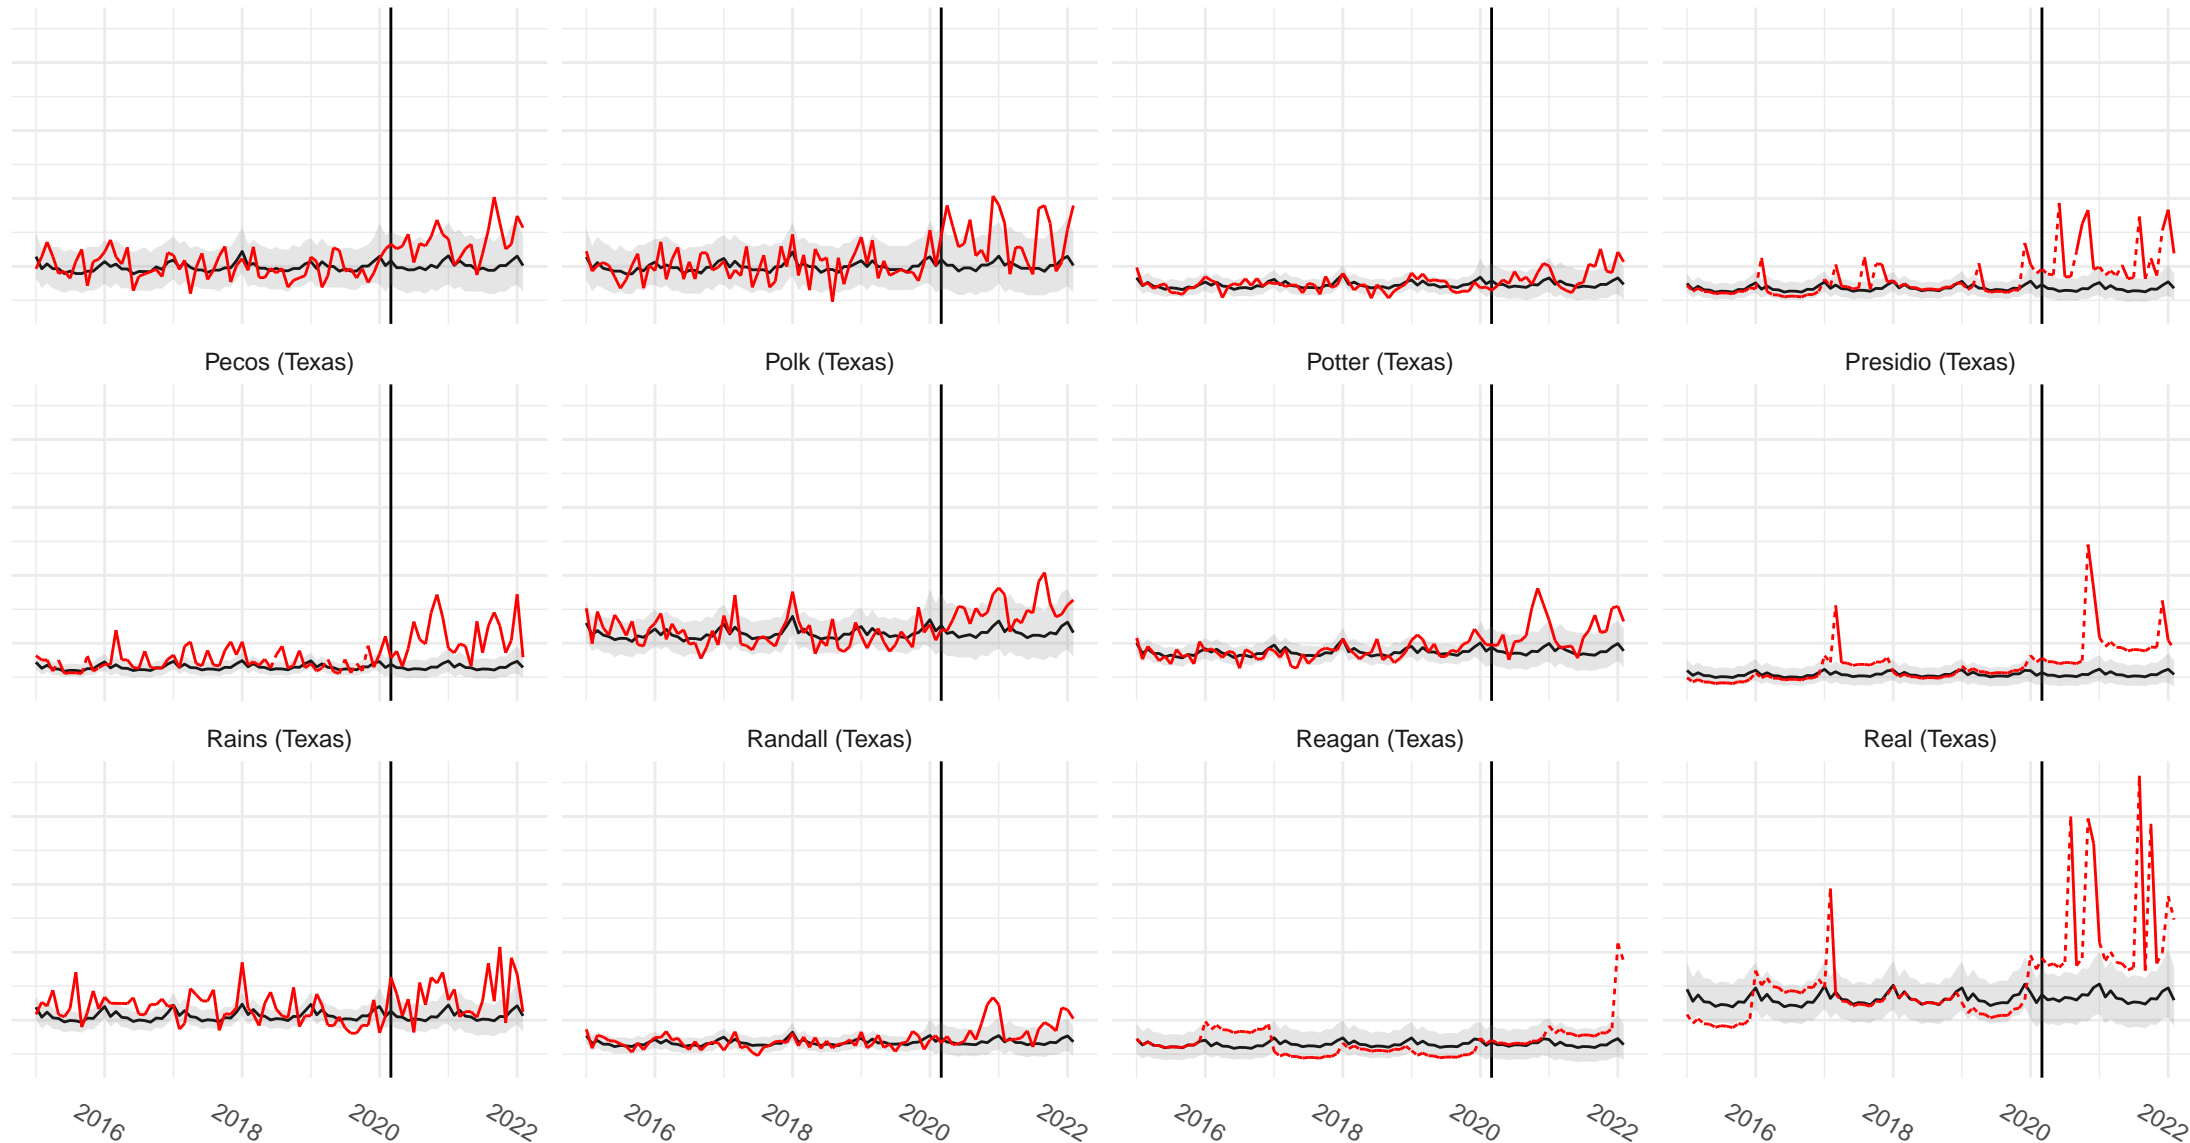 Pecos (Texas) Polk (Texas) Potter (Texas) Presidio (Texas)
Rains (Texas) Randall (Texas) Reagan (Texas) Real (Texas)
2016 2018 2020 2022 2016 2018 2020 2022 2016 2018 2020 2022 2016 2018 2020 2022